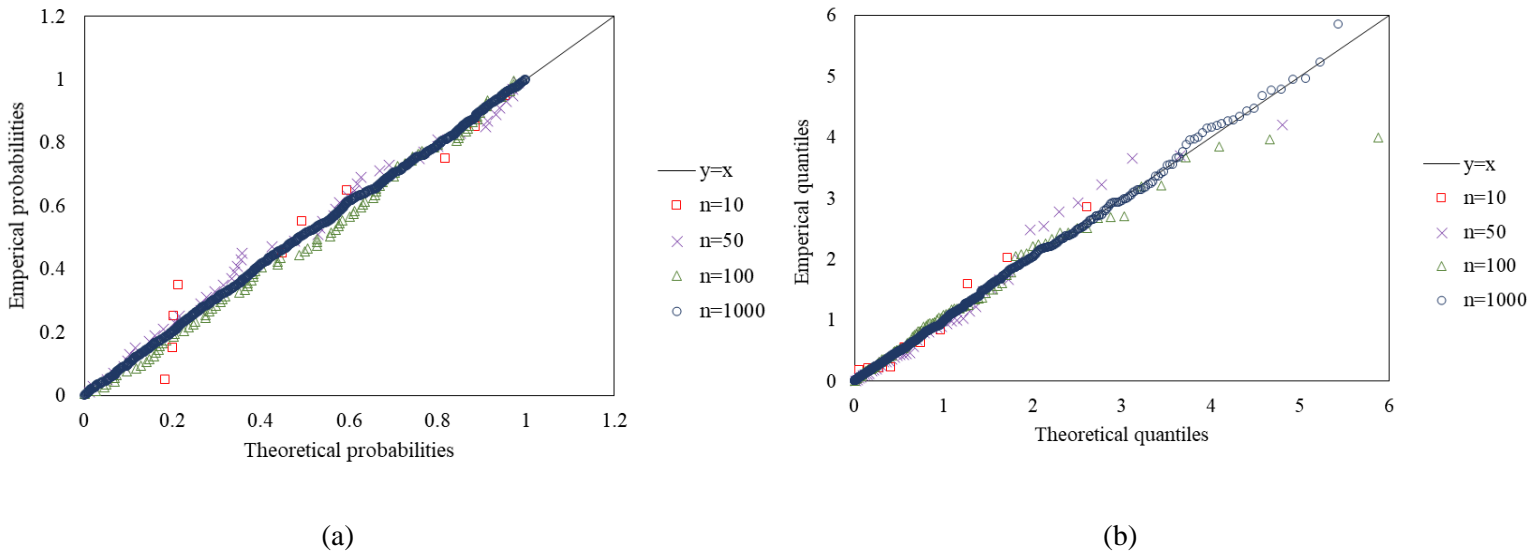 1.2
1
0.8
0.6
0.4
0.2
0
0 0.2 0.4 0.6 0.8 1 1.2
Emperical probabiliities
Theoretical probabilities
y=x
n=10
n=50
n=100
n=1000
(a)
6
5
4
3
2
1
0
0 1 2 3 4 5 6
Emperical quantiles
Theoretical quantiles
y=x
n=10
n=50
n=100
n=1000
(b)